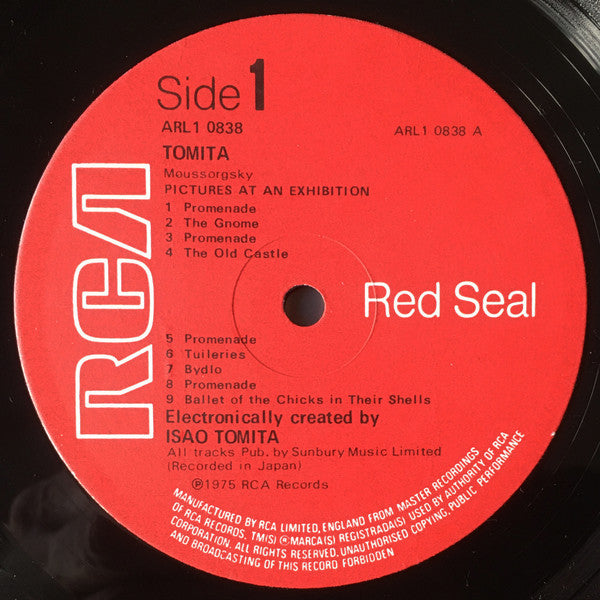 Side 1
ARL1 0838
ARL1 0838 A
TOMITA
Moussorgsky
PICTURES AT AN EXHIBITION
1 Promenade
2 The Gnome
3 Promenade
4 The Old Castle
RCA
Red Seal
5 Promenade
6 Tuileries
7 Bydlo
8 Promenade
9 Ballet of the Chicks in Their Shells
Electronically created by
ISAO TOMITA
All tracks Pub. by Sunbury Music Limited
(Recorded in Japan)
℗1975 RCA Records
MANUFACTURED BY RCA LIMITED, ENGLAND FROM MASTER RECORDINGS
OF RCA RECORDS. TM(S) ® MARCA(S) REGISTRADA(S) USED BY AUTHORITY OF RCA
CORPORATION. ALL RIGHTS RESERVED. UNAUTHORISED COPYING, PUBLIC PERFORMANCE
AND BROADCASTING OF THIS RECORD FORBIDDEN